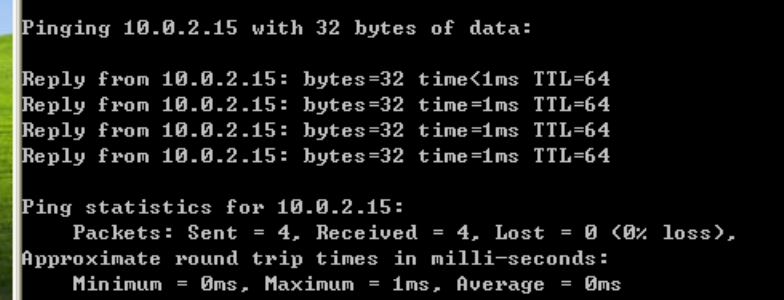 Pinging 10.0.2.15 with 32 bytes of data:
Reply from 10.0.2.15: bytes=32 time<1ms TTL=64
Reply from 10.0.2.15: bytes=32 time=1ms TTL=64
Reply from 10.0.2.15: bytes=32 time=1ms TTL=64
Reply from 10.0.2.15: bytes=32 time=1ms TTL=64
Ping statistics for 10.0.2.15:
Packets: Sent = 4, Received = 4, Lost = 0 (0% loss),
Approximate round trip times in milli-seconds:
Minimum = 0ms, Maximum = 1ms, Average = 0ms